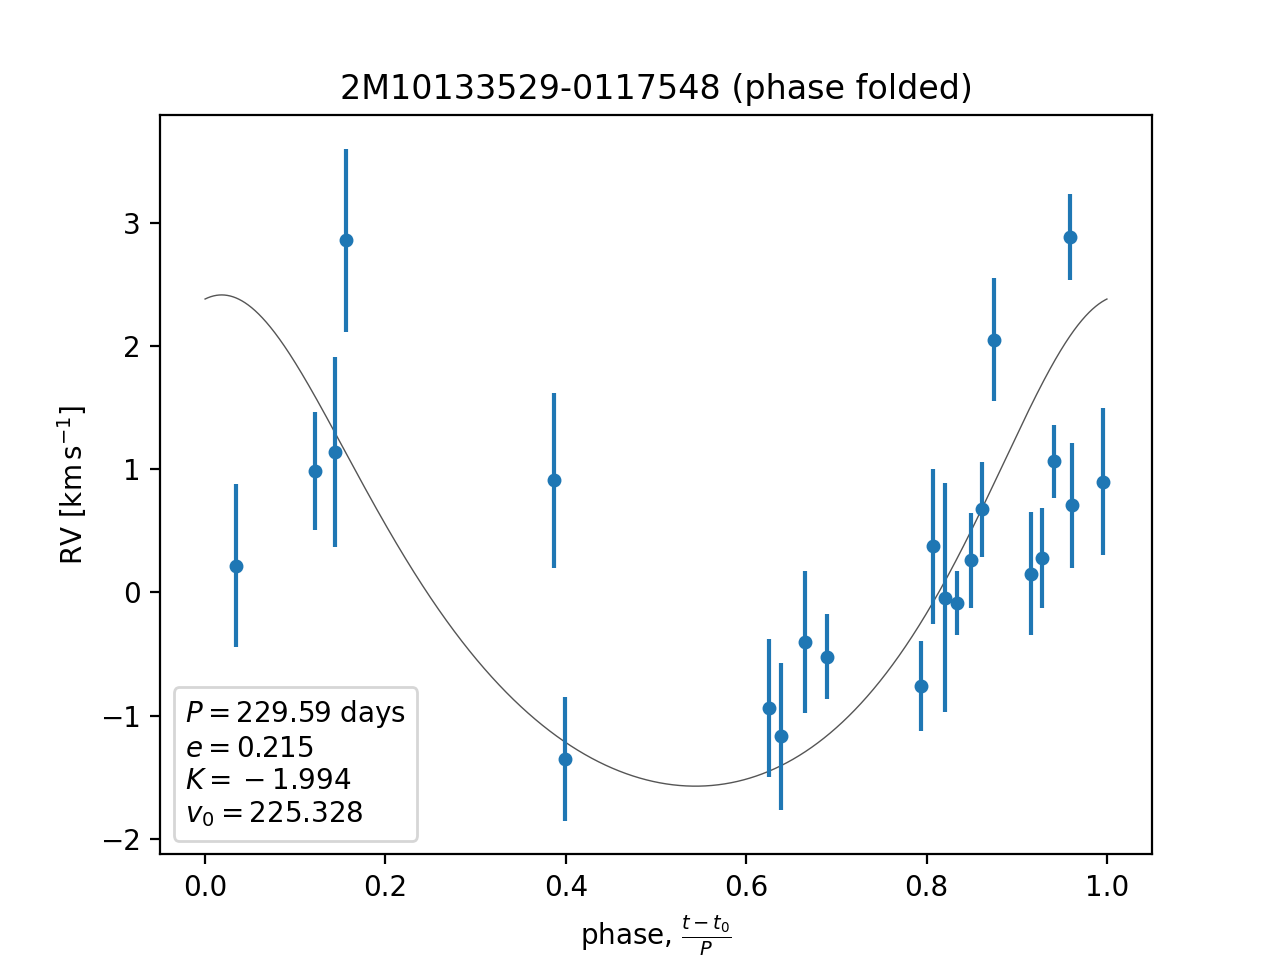 2M10133529-0117548 (phase folded)
RV [km s⁻¹]
3
2
1
0
−1
−2
P = 229.59 days
e = 0.215
K = −1.994
v₀ = 225.328
0.0 0.2 0.4 0.6 0.8 1.0
phase, (t − t₀)/P